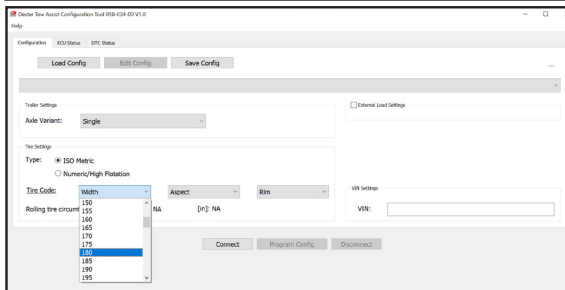 Dexter Tow Assist Configuration Tool 058-034-00 V1.0
Help
Configuration ECU Status DTC Status
Load Config Edit Config Save Config ...
Trailer Settings External Load Settings
Axle Variant: Single
Tire Settings
Type: ISO Metric
Numeric/High Flotation
Tire Code: Width Aspect Rim
VIN Settings
Rolling tire circumf NA [in]: NA VIN:
150
155
160
165
170
175
180
185
190
195
Connect Program Config Disconnect